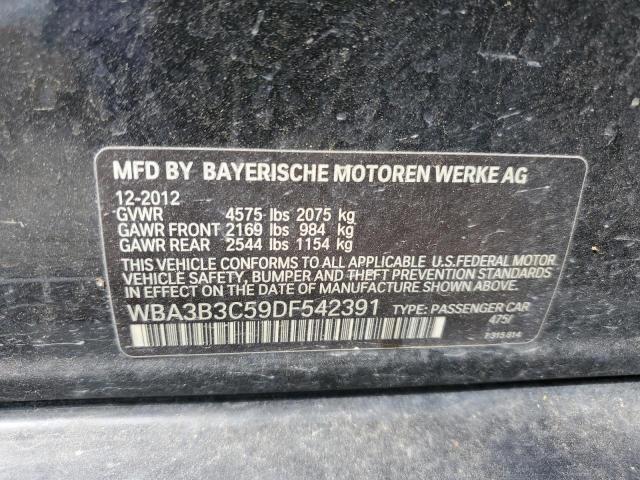 MFD BY BAYERISCHE MOTOREN WERKE AG
12-2012
GVWR 4575 lbs 2075 kg
GAWR FRONT 2169 lbs 984 kg
GAWR REAR 2544 lbs 1154 kg
THIS VEHICLE CONFORMS TO ALL APPLICABLE U.S.FEDERAL MOTOR
VEHICLE SAFETY, BUMPER AND THEFT PREVENTION STANDARDS
IN EFFECT ON THE DATE OF MANUFACTURE SHOWN ABOVE.
WBA3B3C59DF542391 TYPE: PASSENGER CAR
475/
7 315 814